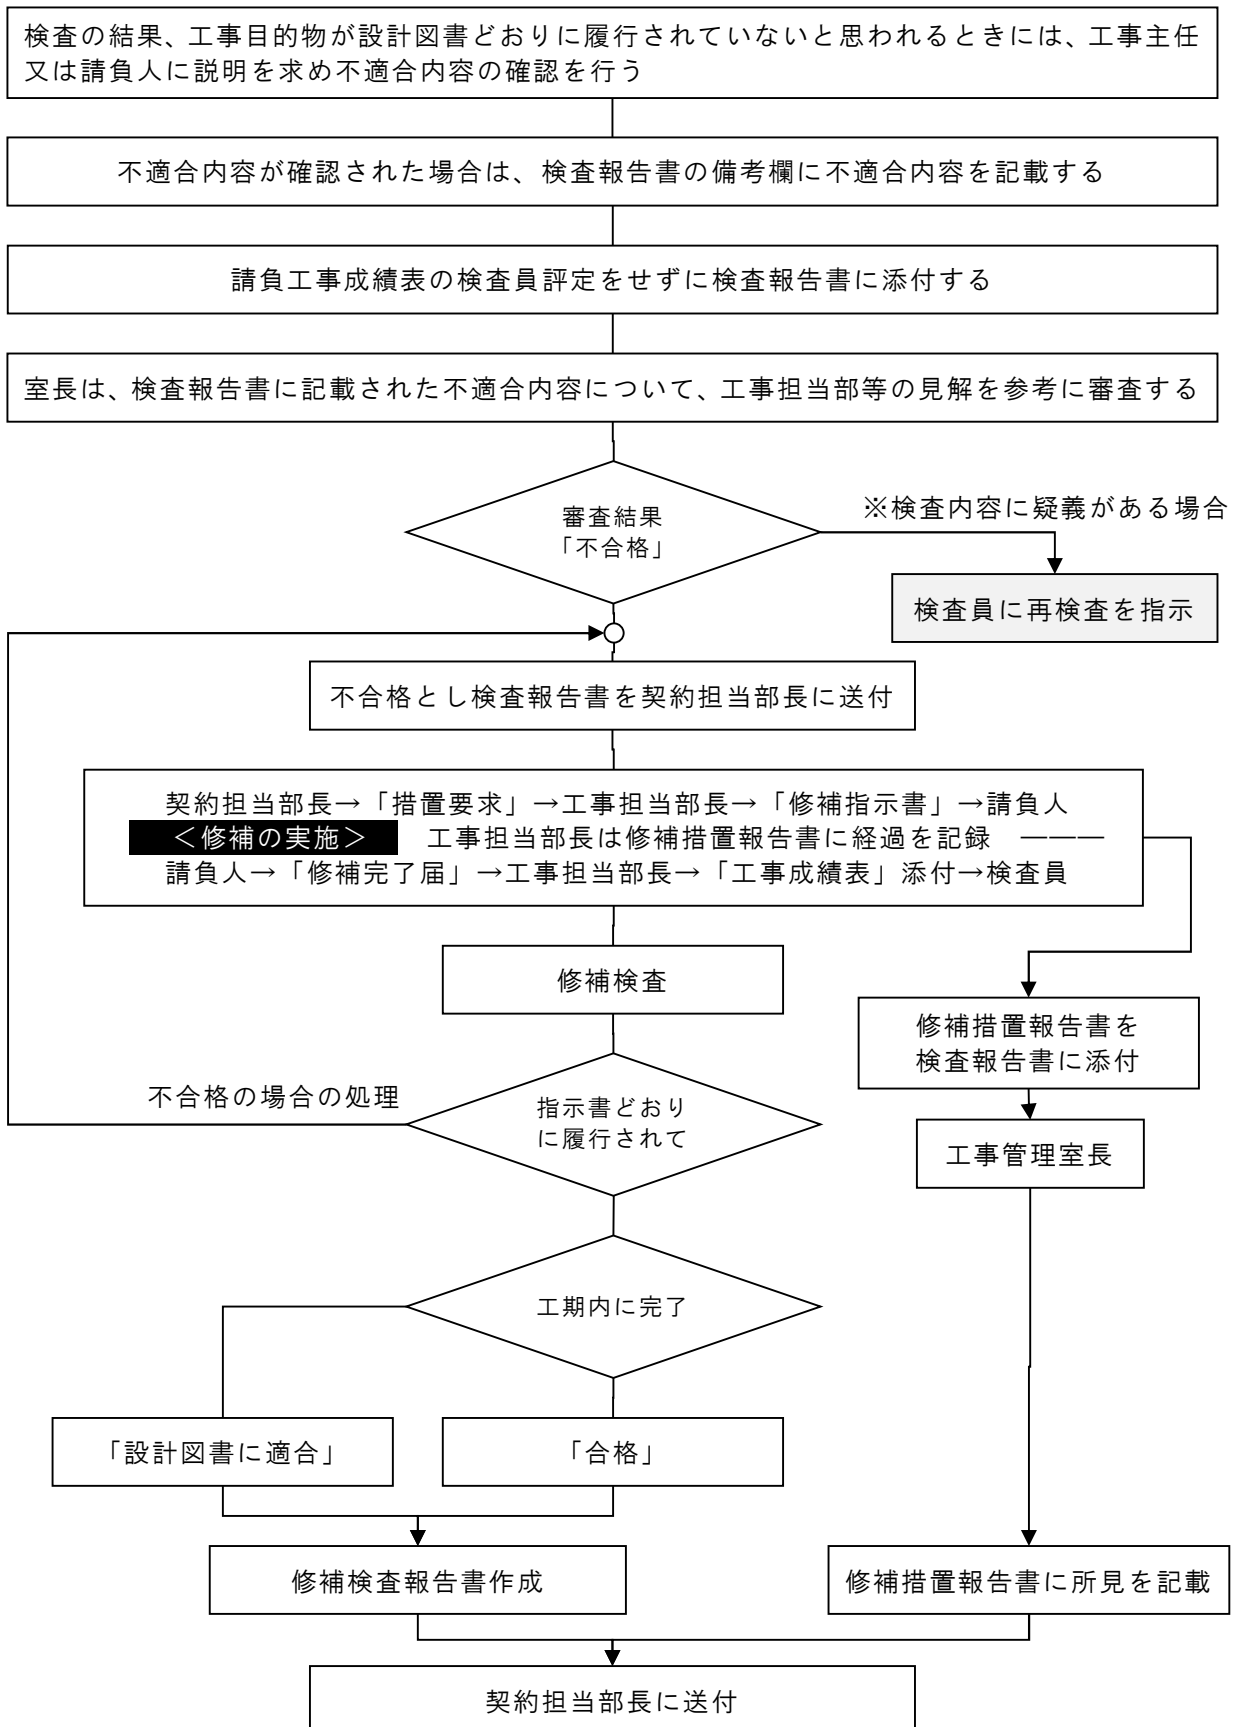 検査の結果、工事目的物が設計図書どおりに履行されていないと思われるときには、工事主任
又は請負人に説明を求め不適合内容の確認を行う
不適合内容が確認された場合は、検査報告書の備考欄に不適合内容を記載する
請負工事成績表の検査員評定をせずに検査報告書に添付する
室長は、検査報告書に記載された不適合内容について、工事担当部等の見解を参考に審査する
審査結果
「不合格」
※検査内容に疑義がある場合
検査員に再検査を指示
不合格とし検査報告書を契約担当部長に送付
契約担当部長→「措置要求」→工事担当部長→「修補指示書」→請負人
＜修補の実施＞　工事担当部長は修補措置報告書に経過を記録　―――
請負人→「修補完了届」→工事担当部長→「工事成績表」添付→検査員
修補検査
修補措置報告書を
検査報告書に添付
不合格の場合の処理
指示書どおり
に履行されて
工事管理室長
工期内に完了
「設計図書に適合」
「合格」
修補検査報告書作成
修補措置報告書に所見を記載
契約担当部長に送付